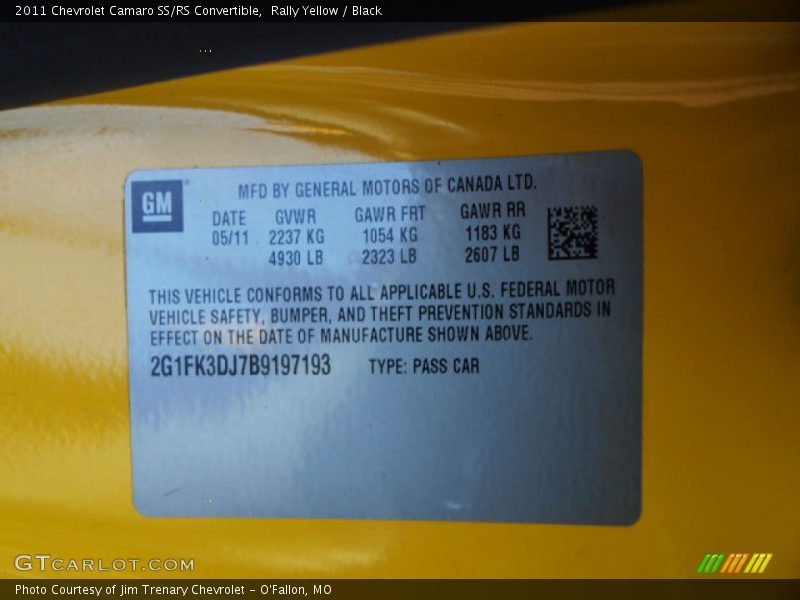 2011 Chevrolet Camaro SS/RS Convertible,  Rally Yellow / Black
GM
MFD BY GENERAL MOTORS OF CANADA LTD.
DATE GVWR GAWR FRT GAWR RR
05/11 2237 KG 1054 KG 1183 KG
4930 LB 2323 LB 2607 LB
THIS VEHICLE CONFORMS TO ALL APPLICABLE U.S. FEDERAL MOTOR
VEHICLE SAFETY, BUMPER, AND THEFT PREVENTION STANDARDS IN
EFFECT ON THE DATE OF MANUFACTURE SHOWN ABOVE.
2G1FK3DJ7B9197193 TYPE: PASS CAR
GTCARLOT.COM
Photo Courtesy of Jim Trenary Chevrolet - O'Fallon, MO